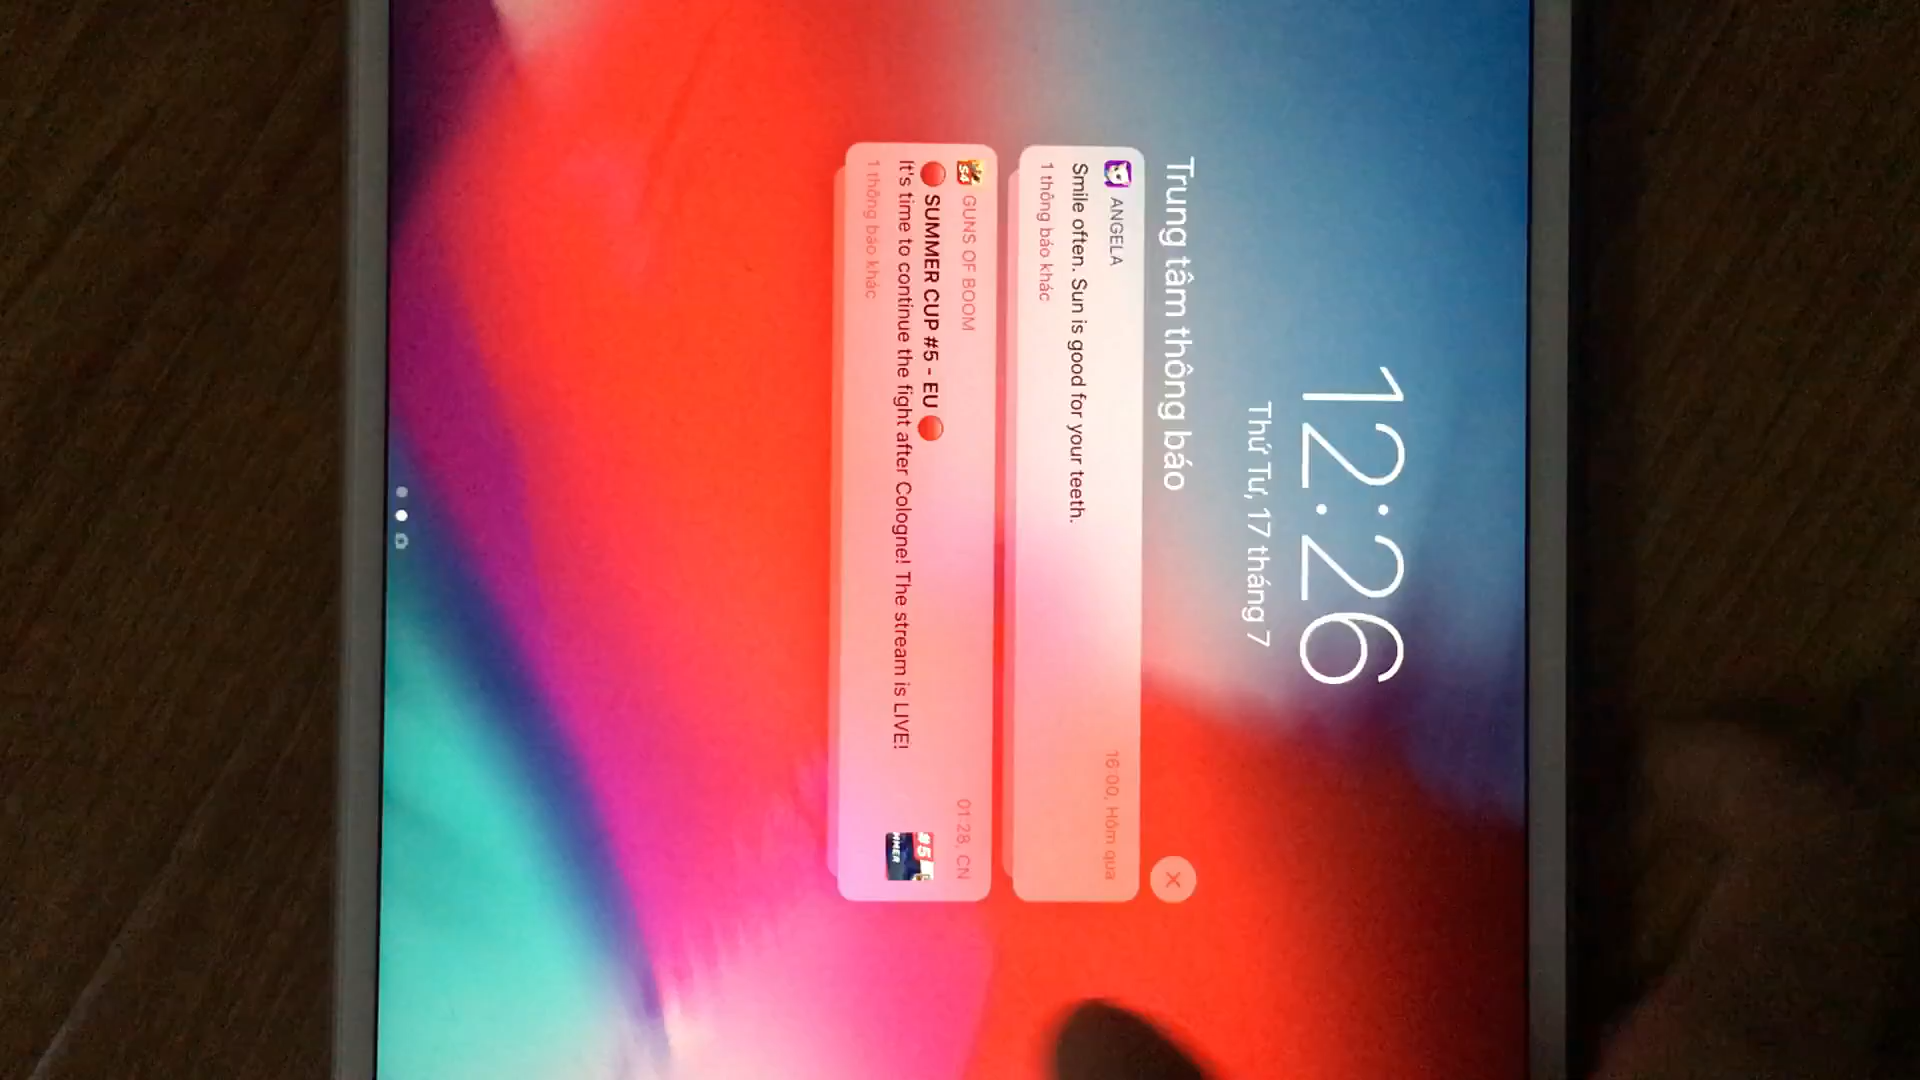 12:26
Thứ Tư, 17 tháng 7
Trung tâm thông báo
ANGELA
16:00, Hôm qua
Smile often. Sun is good for your teeth.
1 thông báo khác
GUNS OF BOOM
01:28, CN
SUMMER CUP #5 - EU
It's time to continue the fight after Cologne! The stream is LIVE!
#5
1 thông báo khác